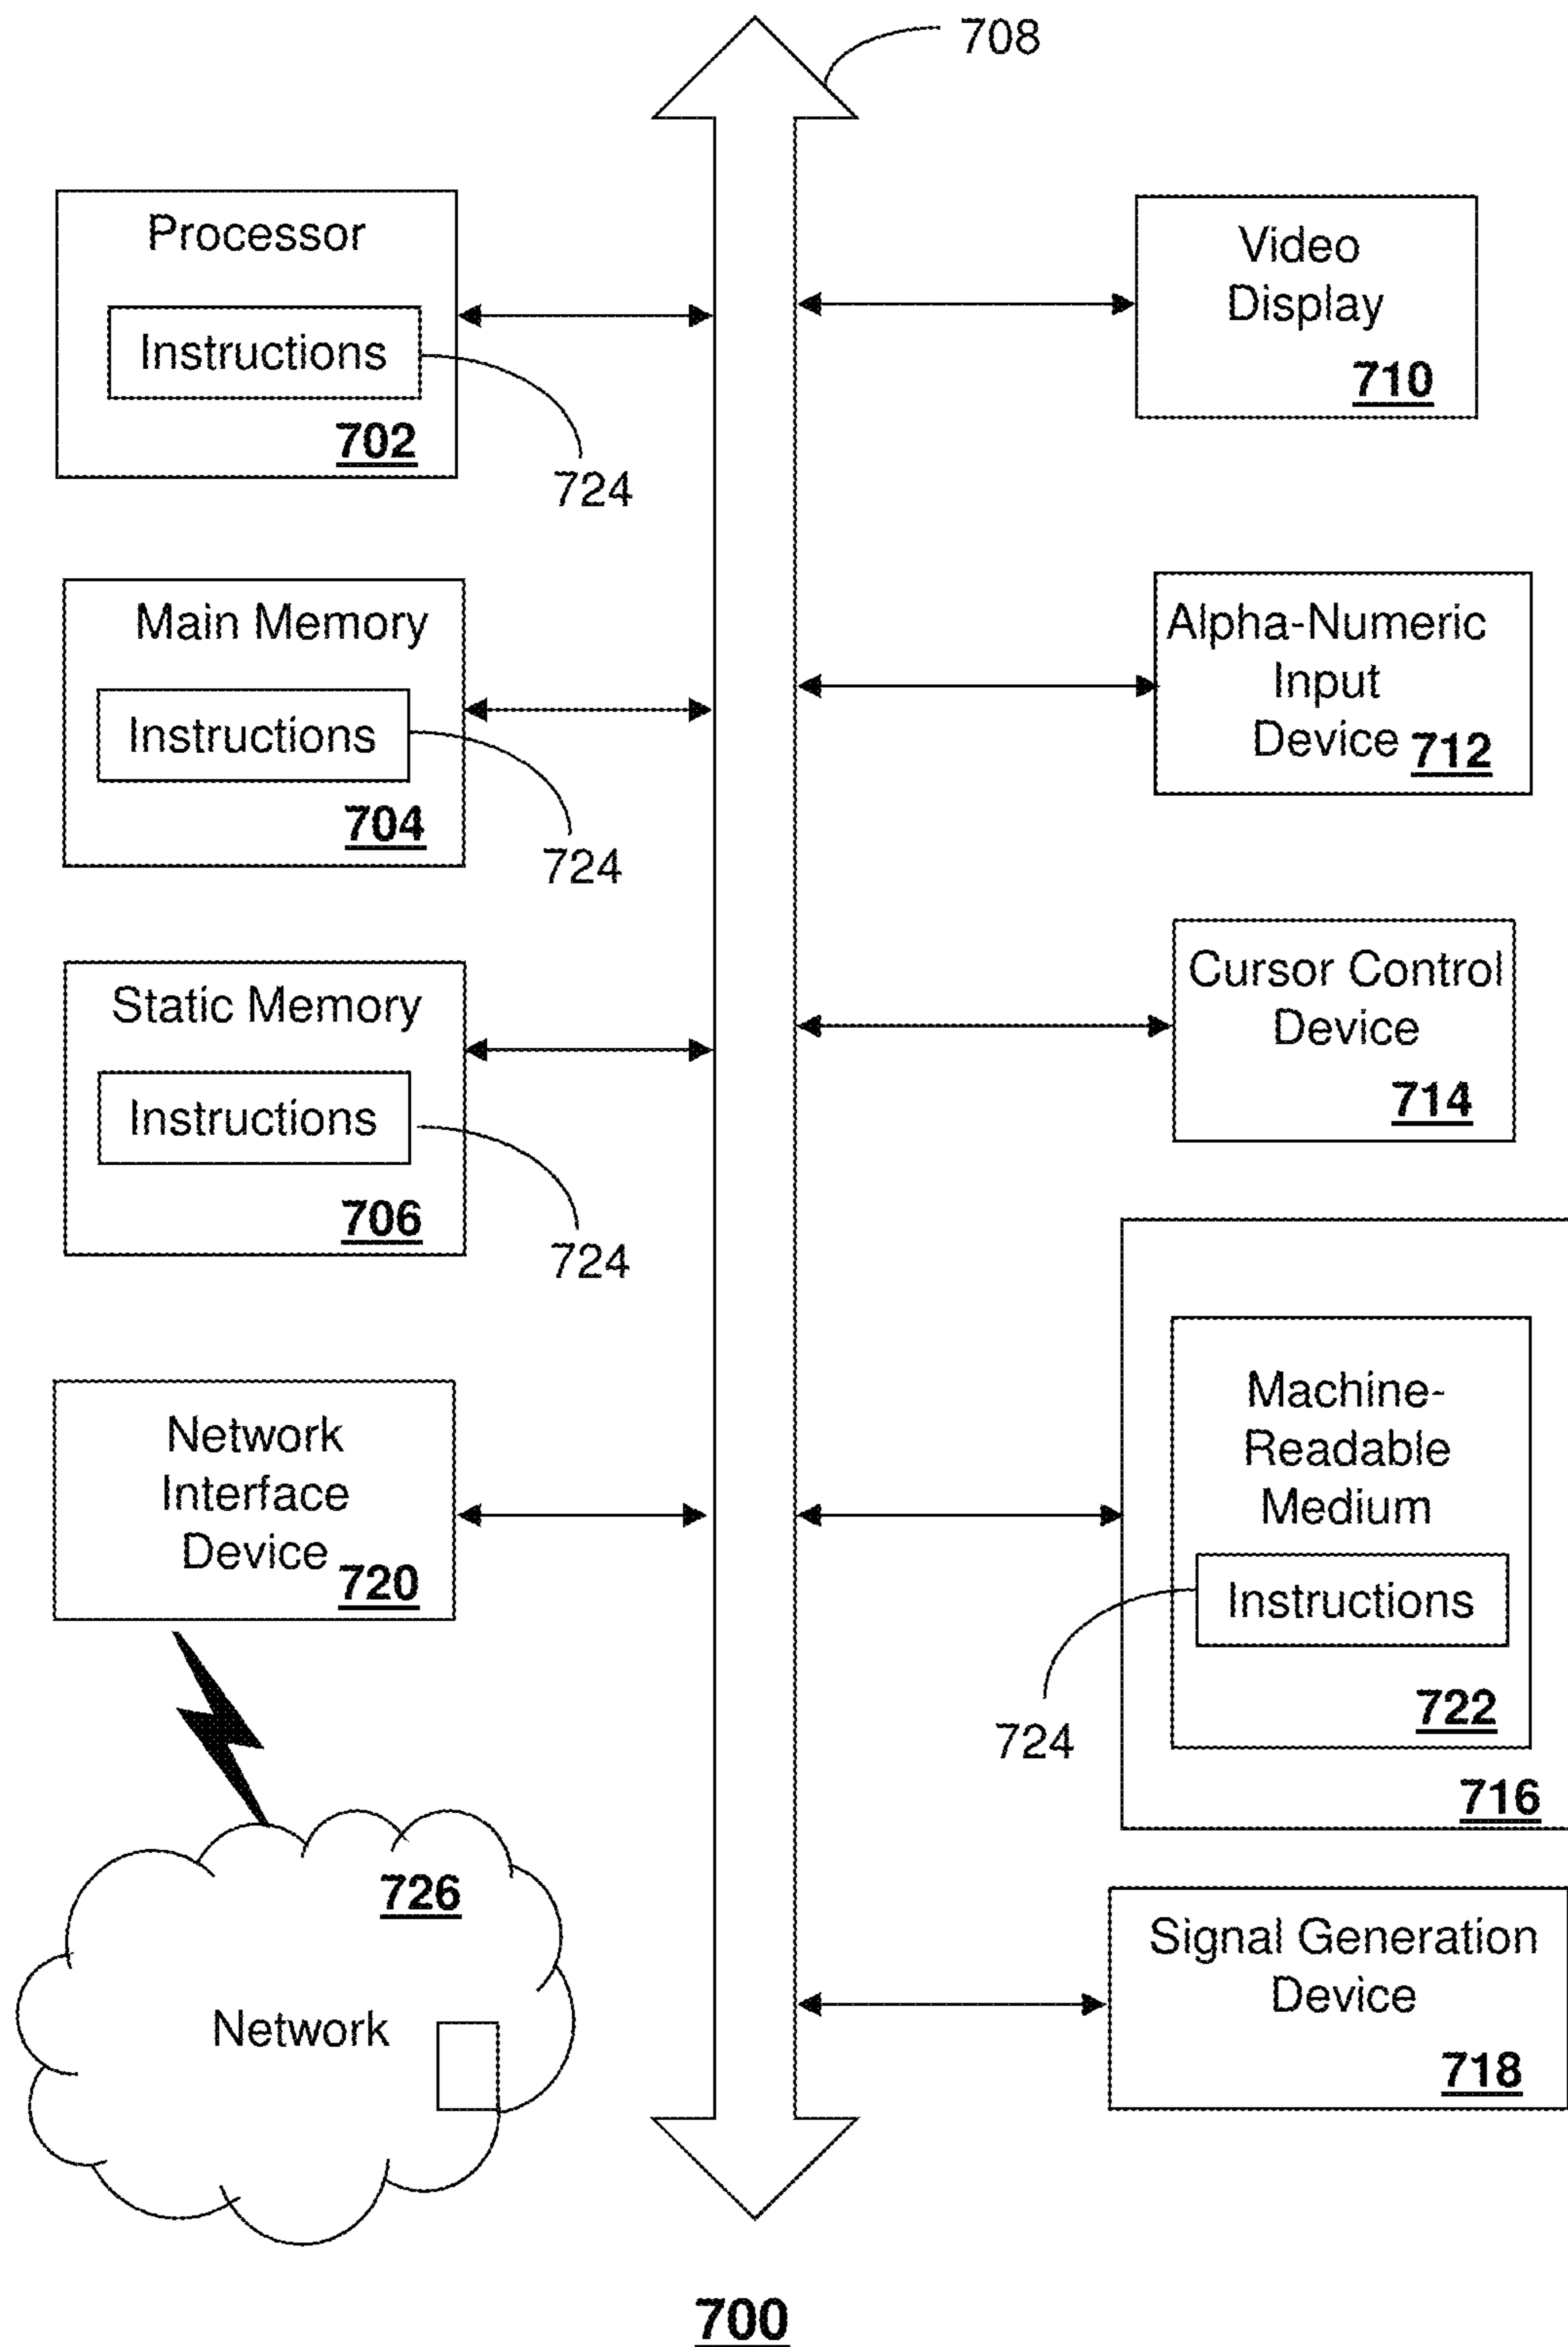 708
Processor
Instructions
702
724
Main Memory
Instructions
704
724
Static Memory
Instructions
706
724
Network
Interface
Device
720
726
Network
Video
Display
710
Alpha-Numeric
Input
Device
712
Cursor Control
Device
714
Machine-
Readable
Medium
Instructions
722
724
716
Signal Generation
Device
718
700